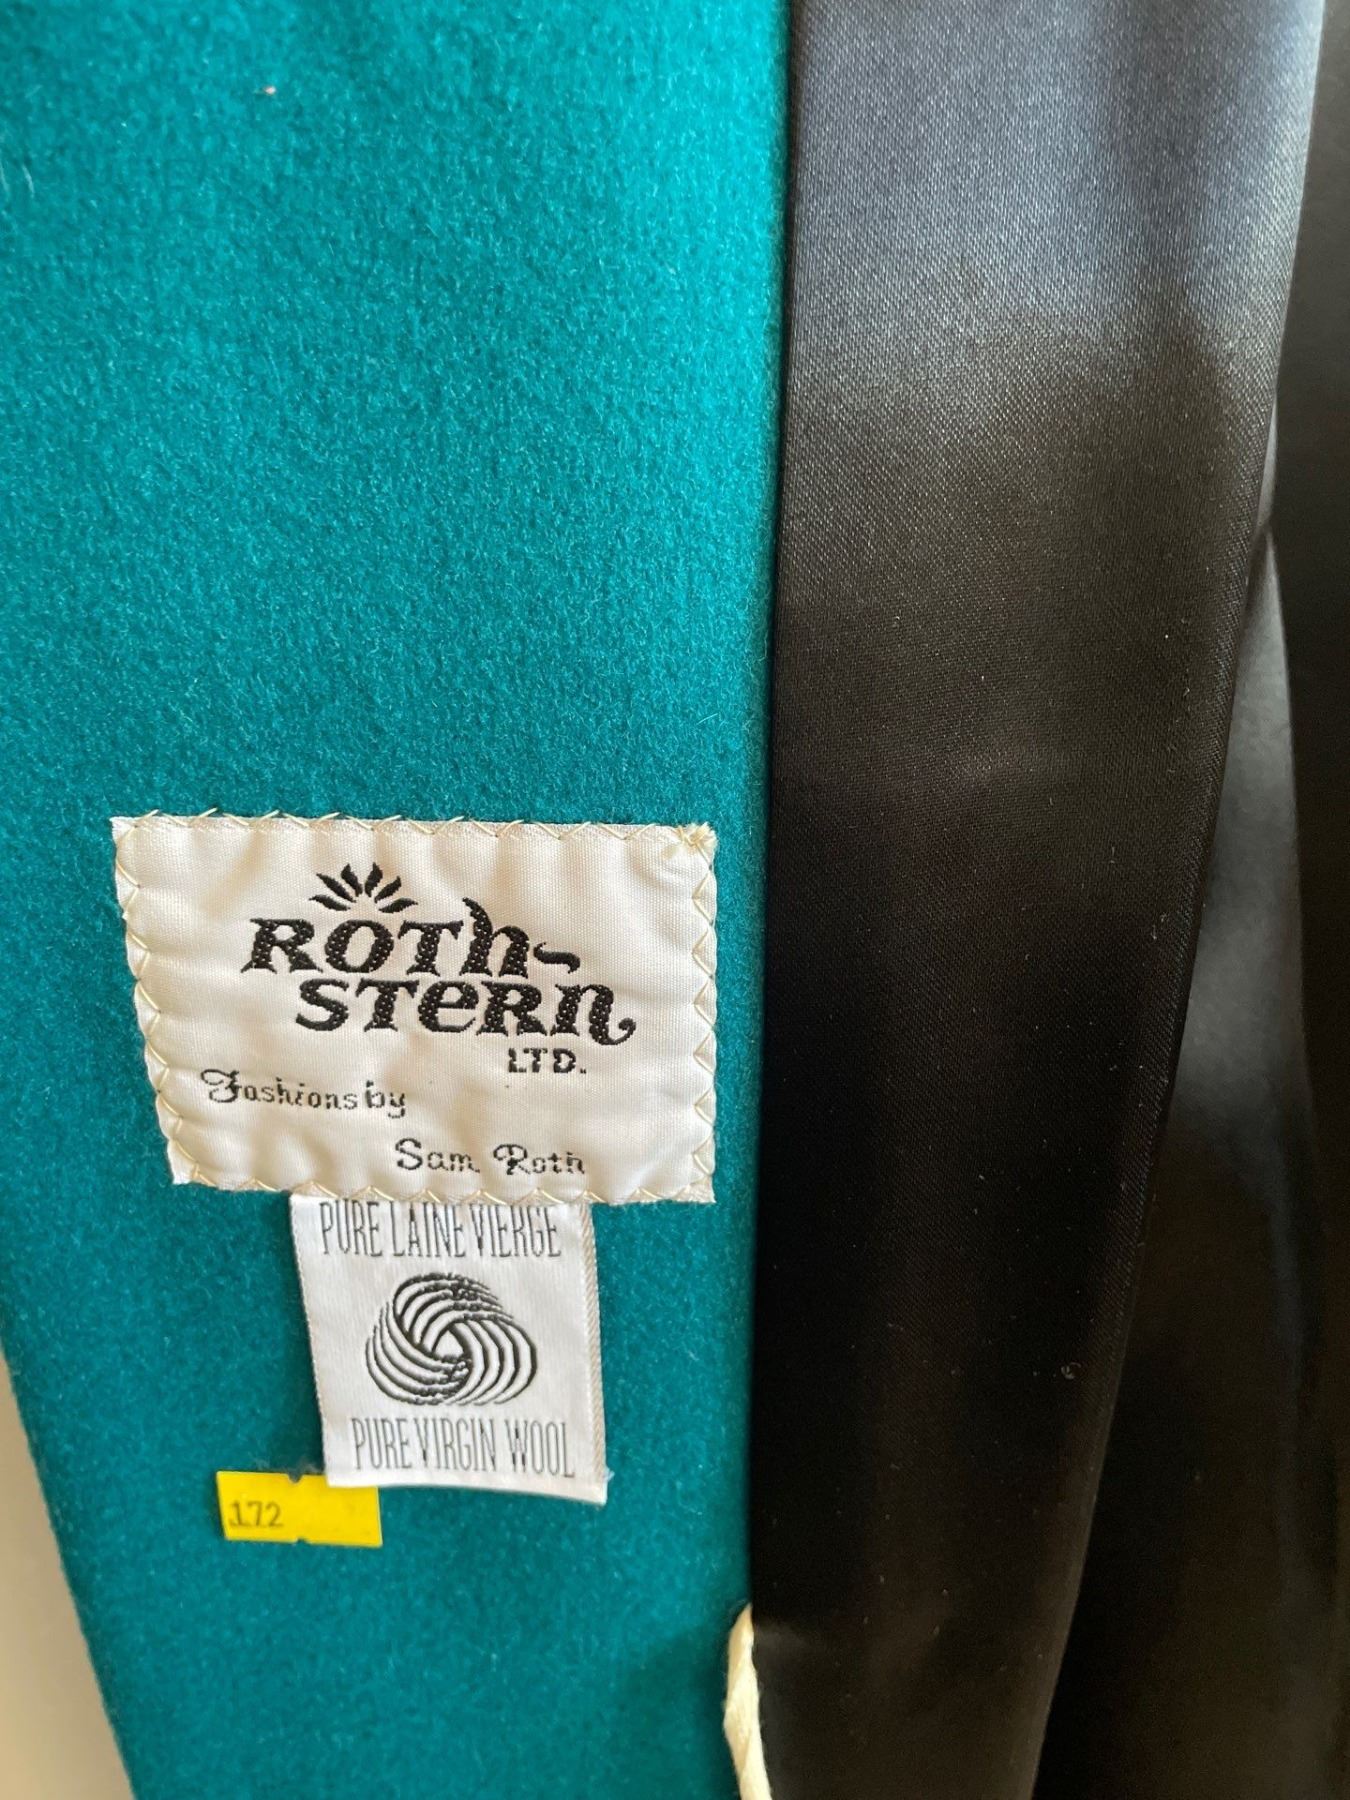 ROTH-
STERN
LTD.
Fashions by
Sam Roth
PURE LAINE VIERGE
PURE VIRGIN WOOL
172